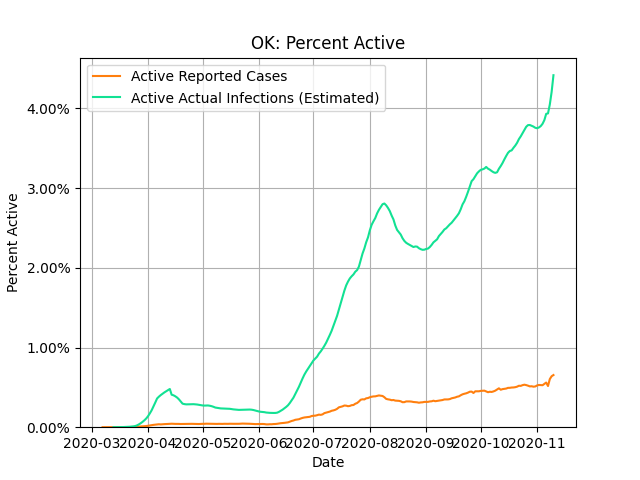 OK: Percent Active
Active Reported Cases
Active Actual Infections (Estimated)
Percent Active
4.00%
3.00%
2.00%
1.00%
0.00%
2020-03 2020-04 2020-05 2020-06 2020-07 2020-08 2020-09 2020-10 2020-11
Date